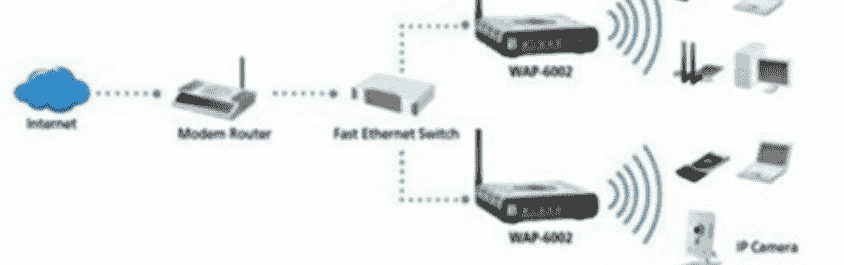 WAP-6002
Internet
Modem Router
Fast Ethernet Switch
WAP-6002
IP Camera